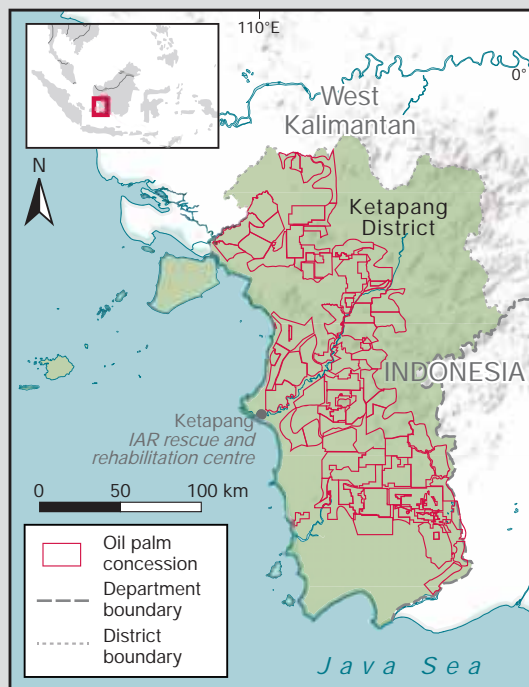 110°E
0°
West
Kalimantan
N
Ketapang
District
INDONESIA
Ketapang
IAR rescue and
rehabilitation centre
0 50 100 km
Oil palm
concession
Department
boundary
District
boundary
Java Sea